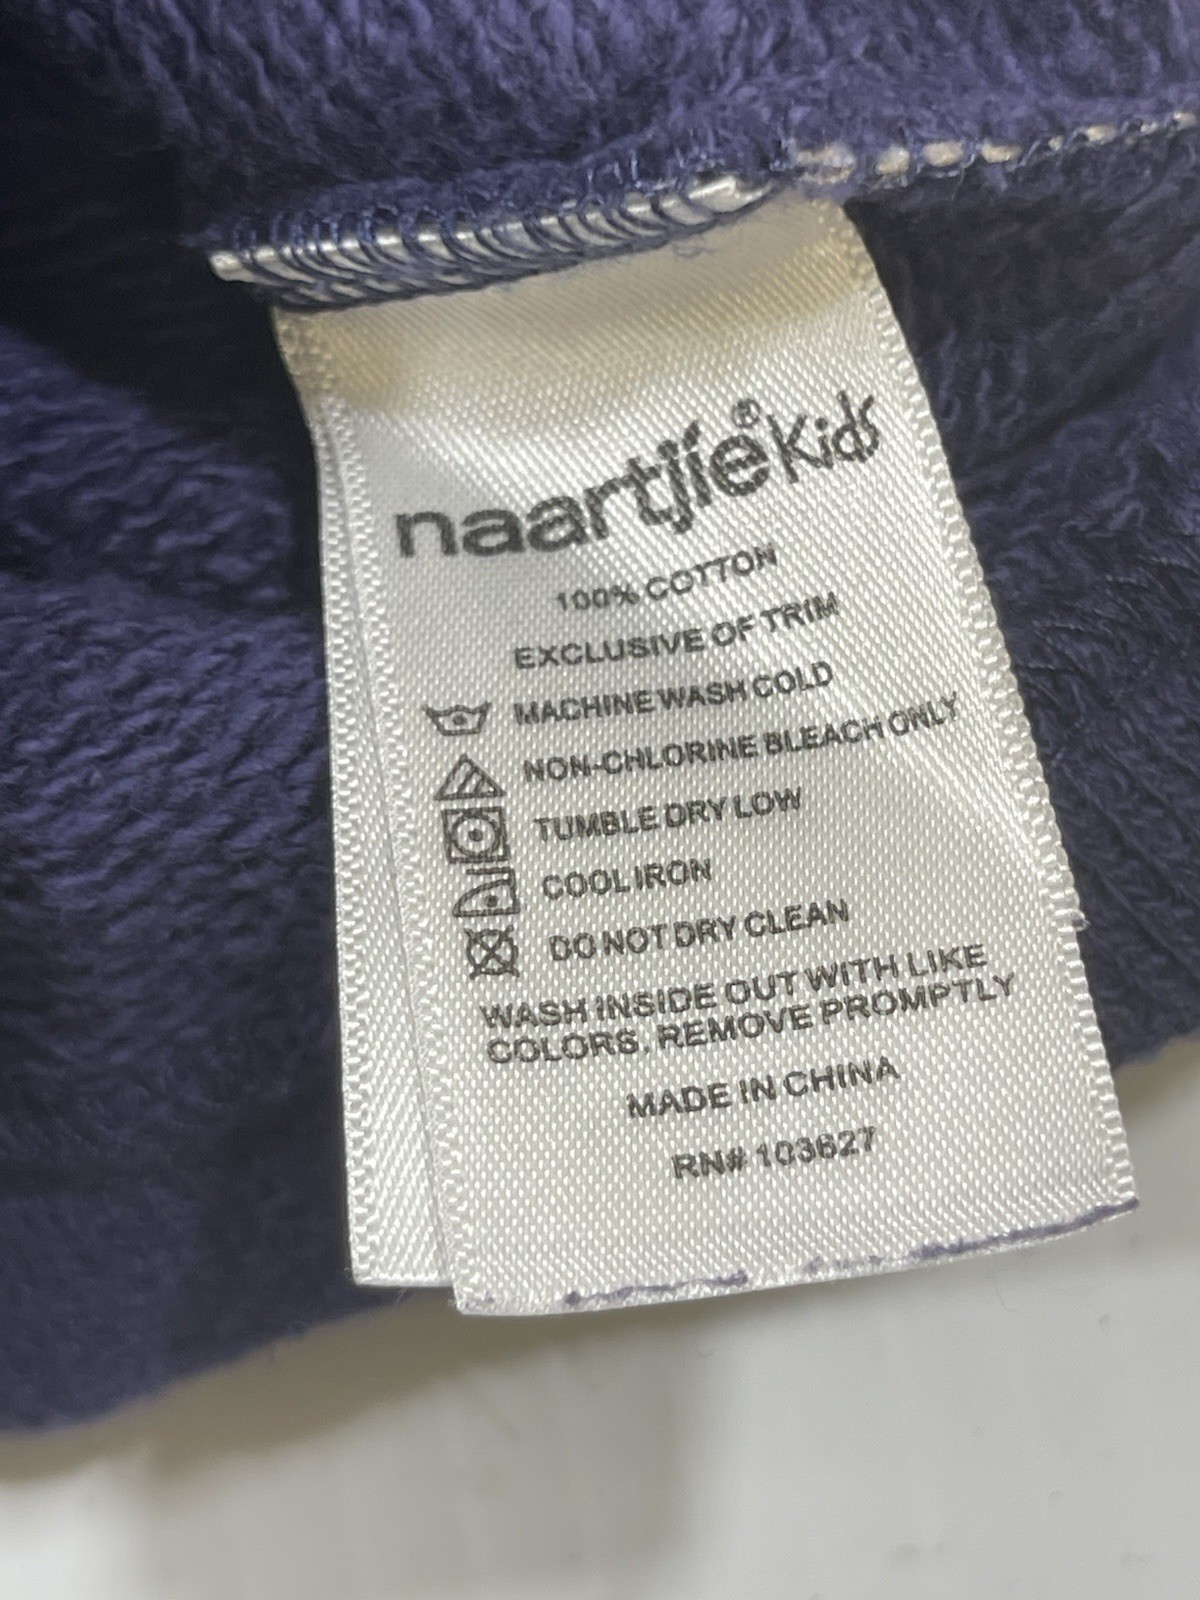 naartjie® Kids
100% COTTON
EXCLUSIVE OF TRIM
MACHINE WASH COLD
NON-CHLORINE BLEACH ONLY
TUMBLE DRY LOW
COOL IRON
DO NOT DRY CLEAN
WASH INSIDE OUT WITH LIKE
COLORS. REMOVE PROMPTLY
MADE IN CHINA
RN# 103627